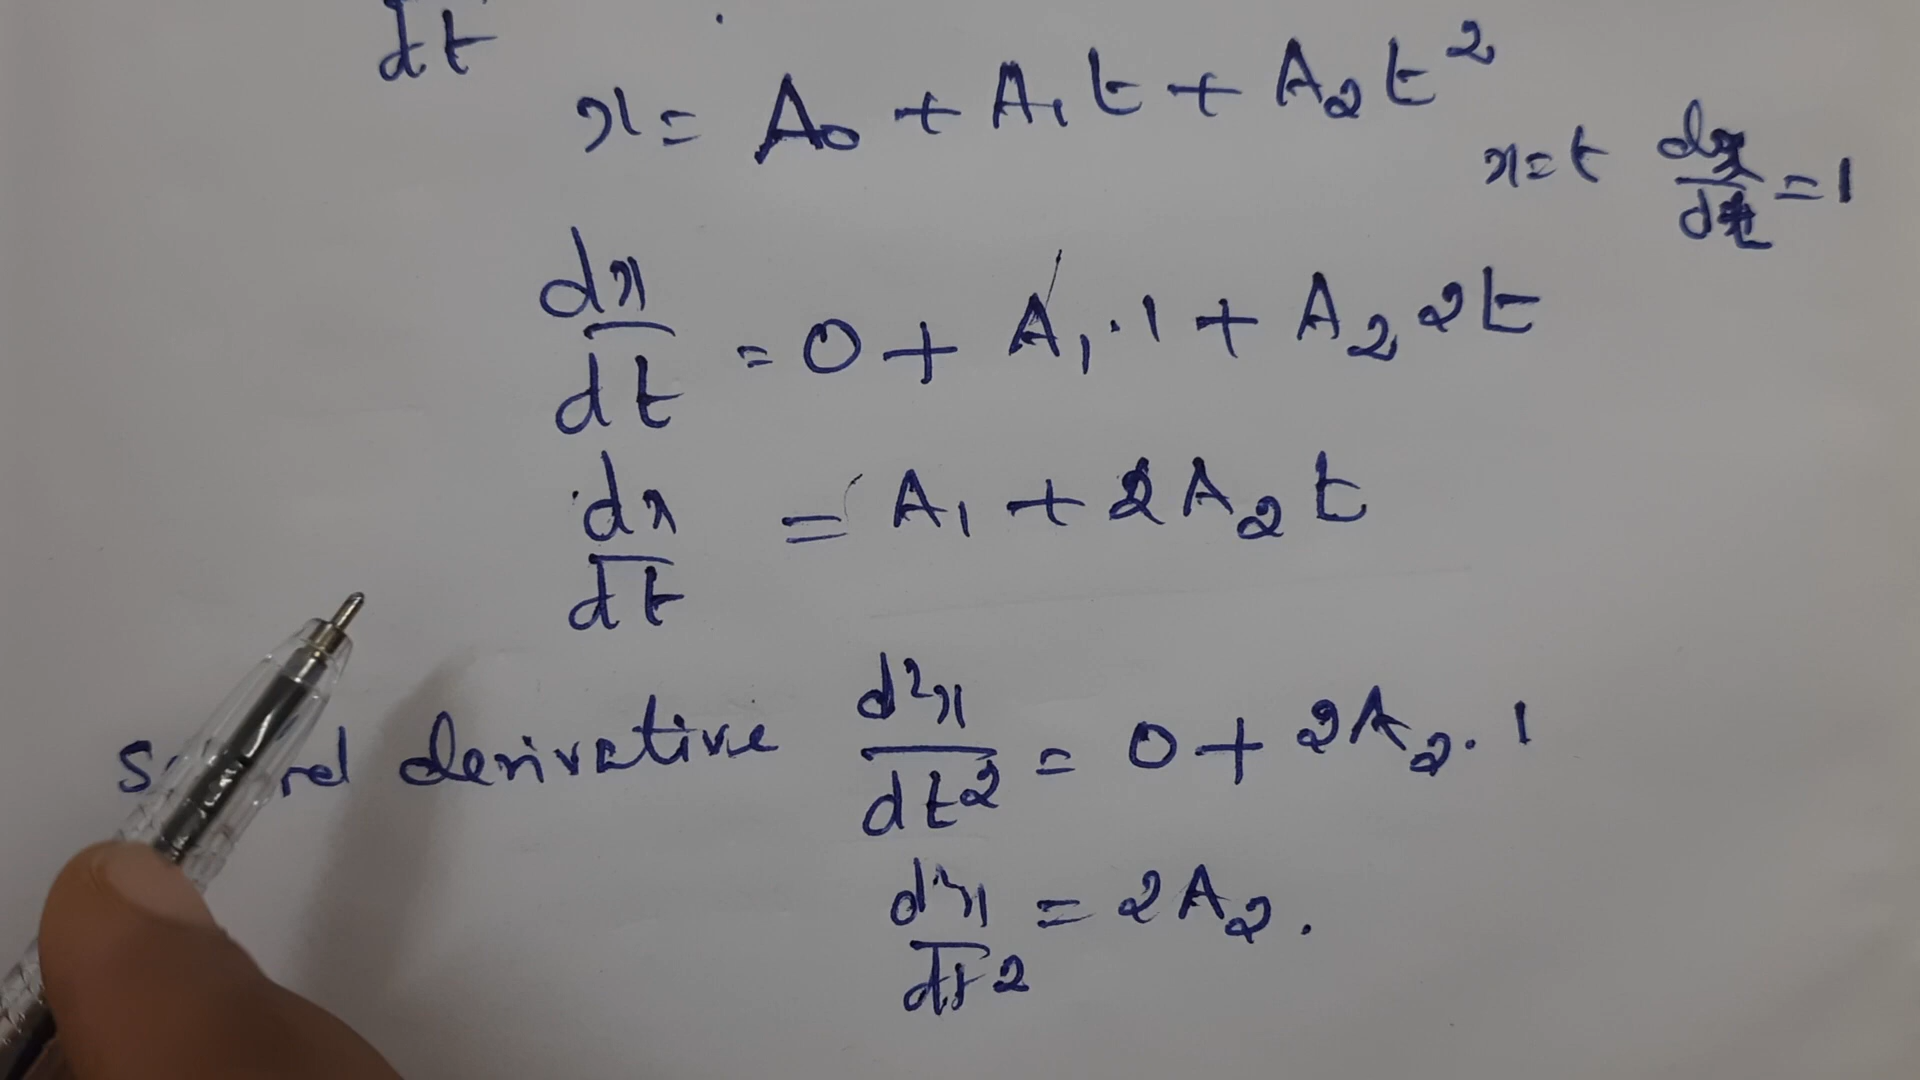 dt
x = A₀ + A₁t + A₂t²
x=t dx/dt = 1
dx/dt = 0 + A₁.1 + A₂ 2t
dx/dt = A₁ + 2A₂t
derivative d²x/dt² = 0 + 2A₂.1
d²x/dt² = 2A₂.